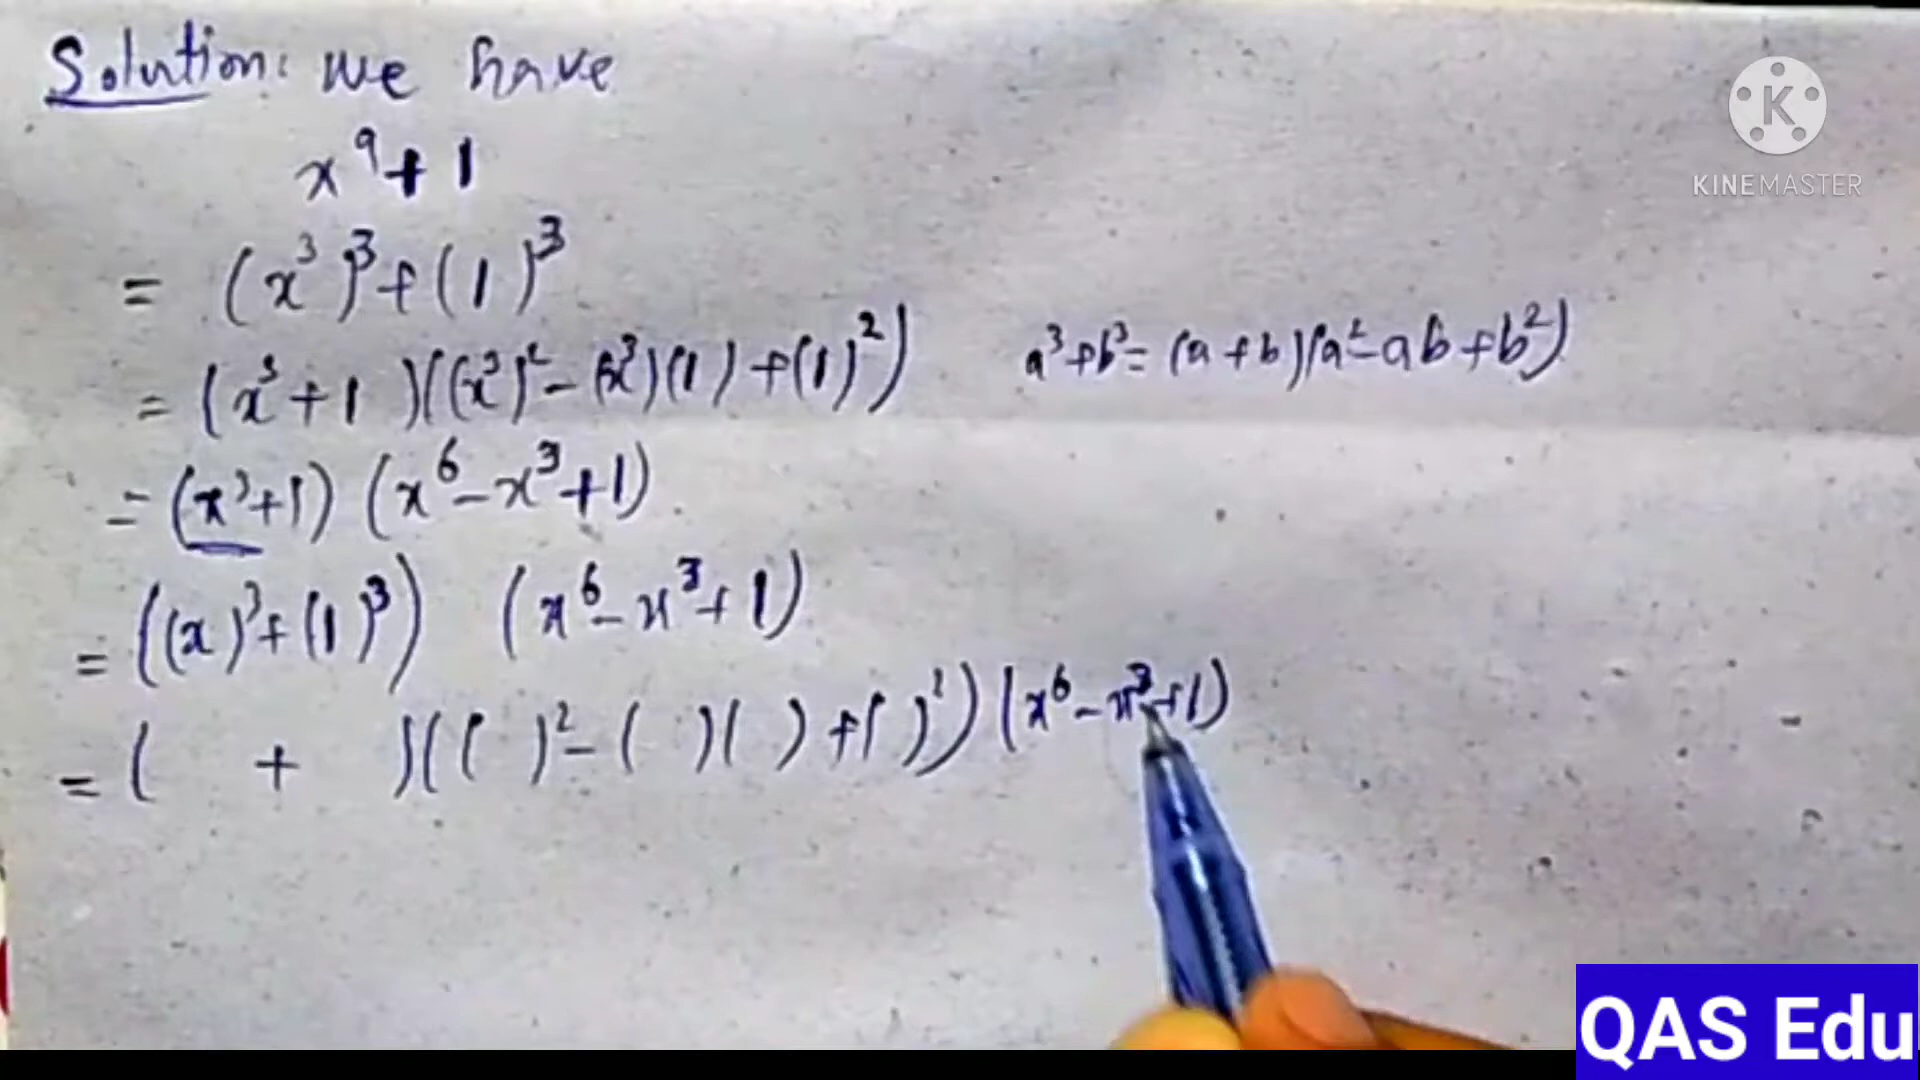 Solution: we have
x⁹+1
= (x³)³+(1)³
= (x³+1)((x³)²-(x³)(1)+(1)²) a³+b³=(a+b)(a²-ab+b²)
= (x³+1)(x⁶-x³+1)
= ((x)³+(1)³) (x⁶-x³+1)
= ( + )(( )²-( )( )+( )²)(x⁶-x³+1)
K
KINEMASTER
QAS Edu